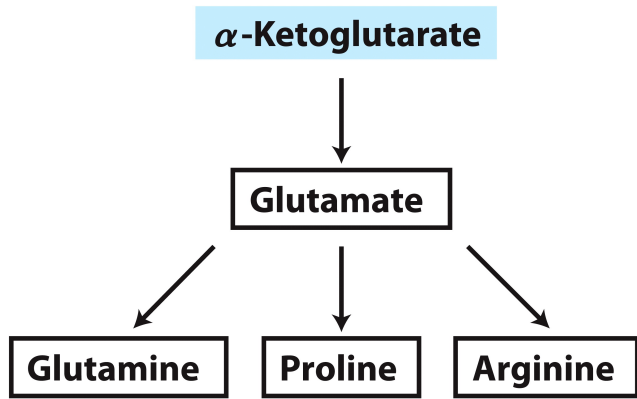 α-Ketoglutarate
Glutamate
Glutamine
Proline
Arginine